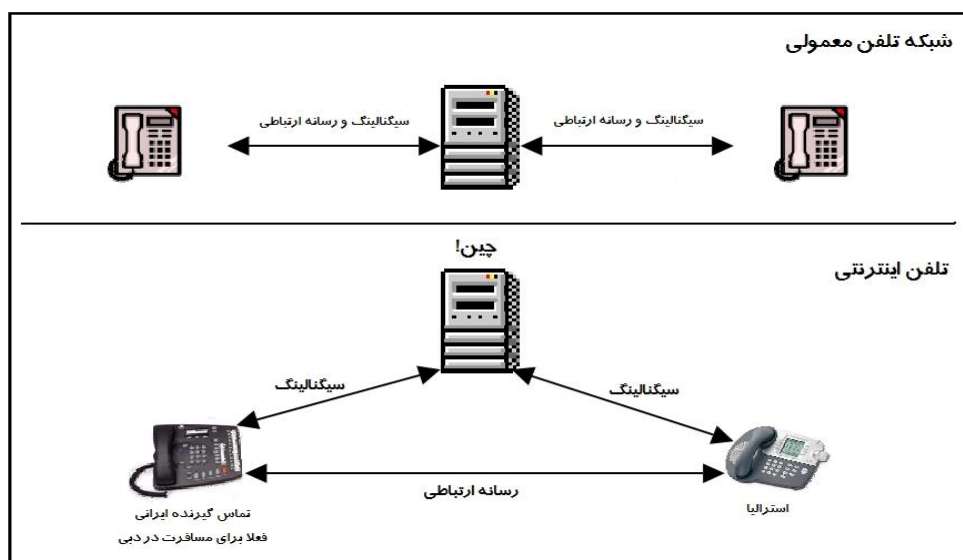 شبکه تلفن معمولی
سیگنالینگ و رسانه ارتباطی
سیگنالینگ و رسانه ارتباطی
چین!
تلفن اینترنتی
سیگنالینگ
سیگنالینگ
رسانه ارتباطی
استرالیا
تماس گیرنده ایرانی
فعلا برای مسافرت در دبی